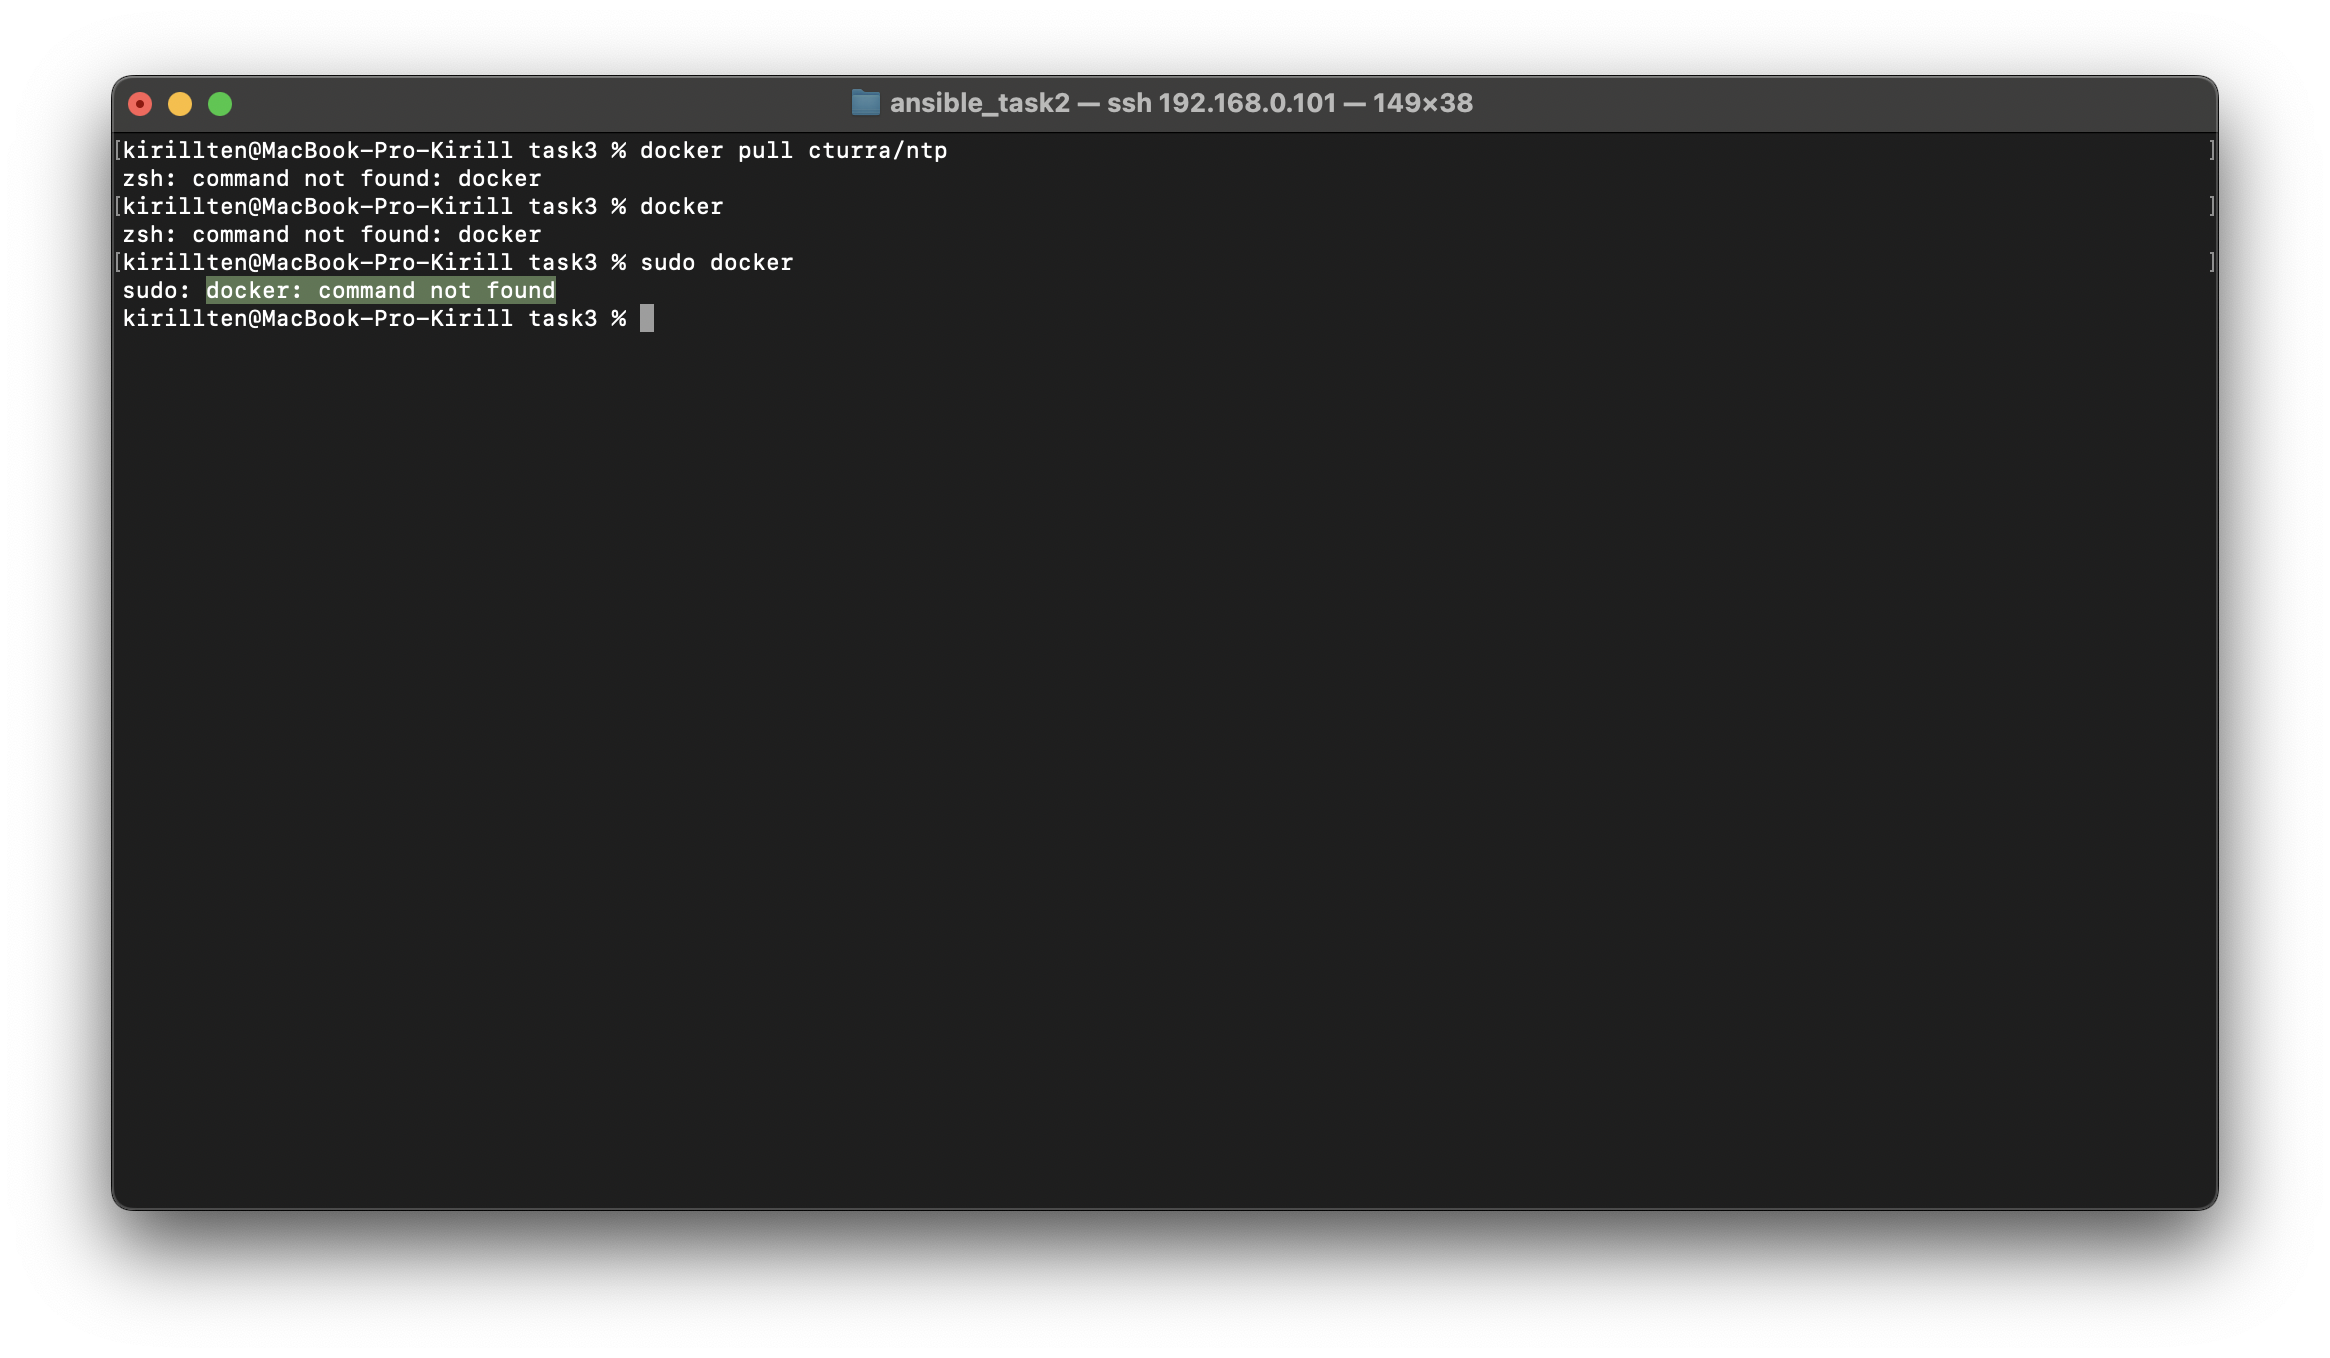 ansible_task2 — ssh 192.168.0.101 — 149×38
[kirillten@MacBook-Pro-Kirill task3 % docker pull cturra/ntp ]
zsh: command not found: docker
[kirillten@MacBook-Pro-Kirill task3 % docker ]
zsh: command not found: docker
[kirillten@MacBook-Pro-Kirill task3 % sudo docker ]
sudo: docker: command not found
kirillten@MacBook-Pro-Kirill task3 %